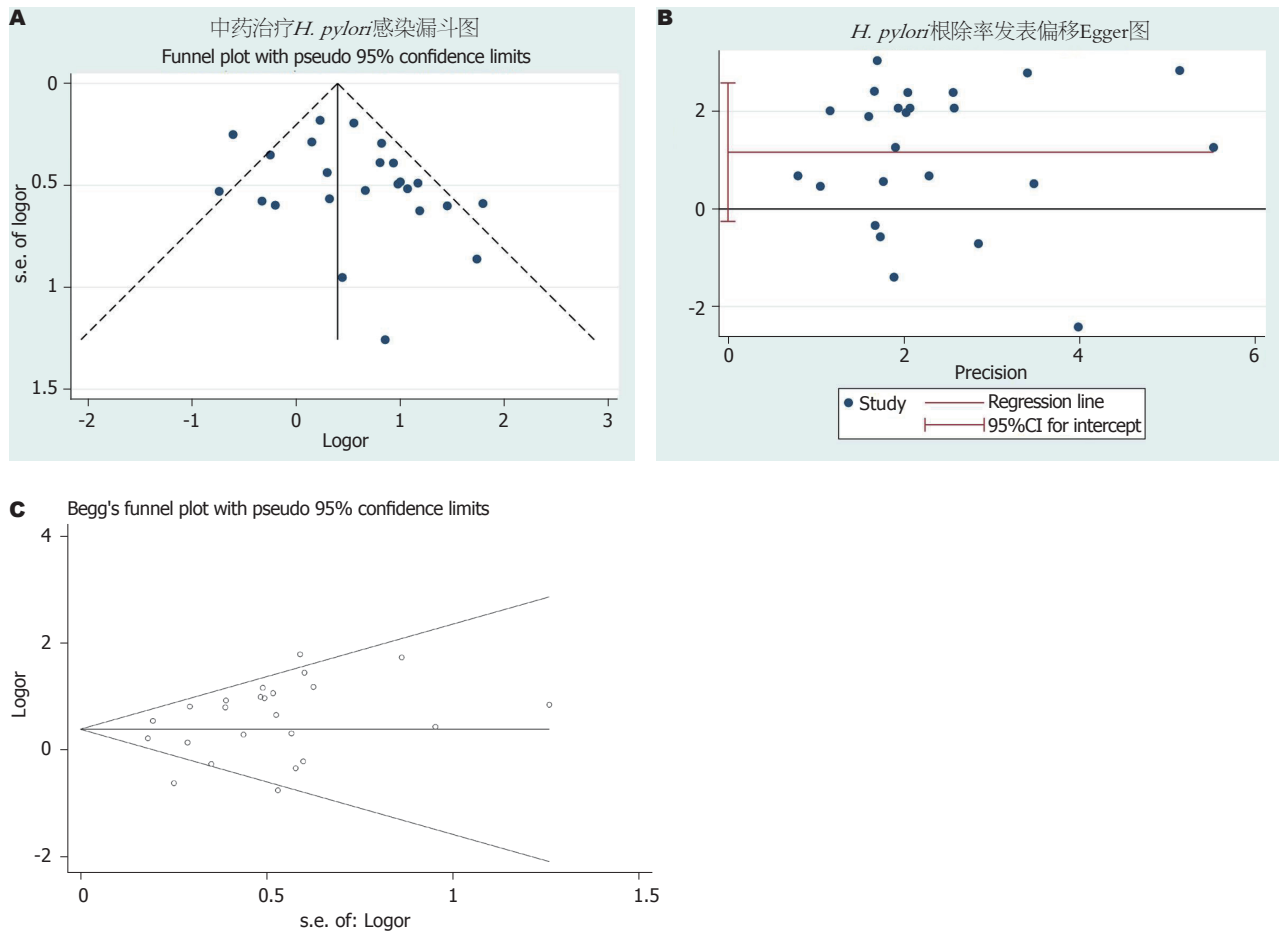 A
中药治疗H. pylori感染漏斗图
Funnel plot with pseudo 95% confidence limits
s.e. of logor
0
0.5
1
1.5
-2
-1
0
1
2
3
Logor
B
H. pylori根除率发表偏移Egger图
2
0
-2
0
2
4
6
Precision
Study
Regression line
95%CI for intercept
C
Begg's funnel plot with pseudo 95% confidence limits
Logor
4
2
0
-2
0
0.5
1
1.5
s.e. of: Logor